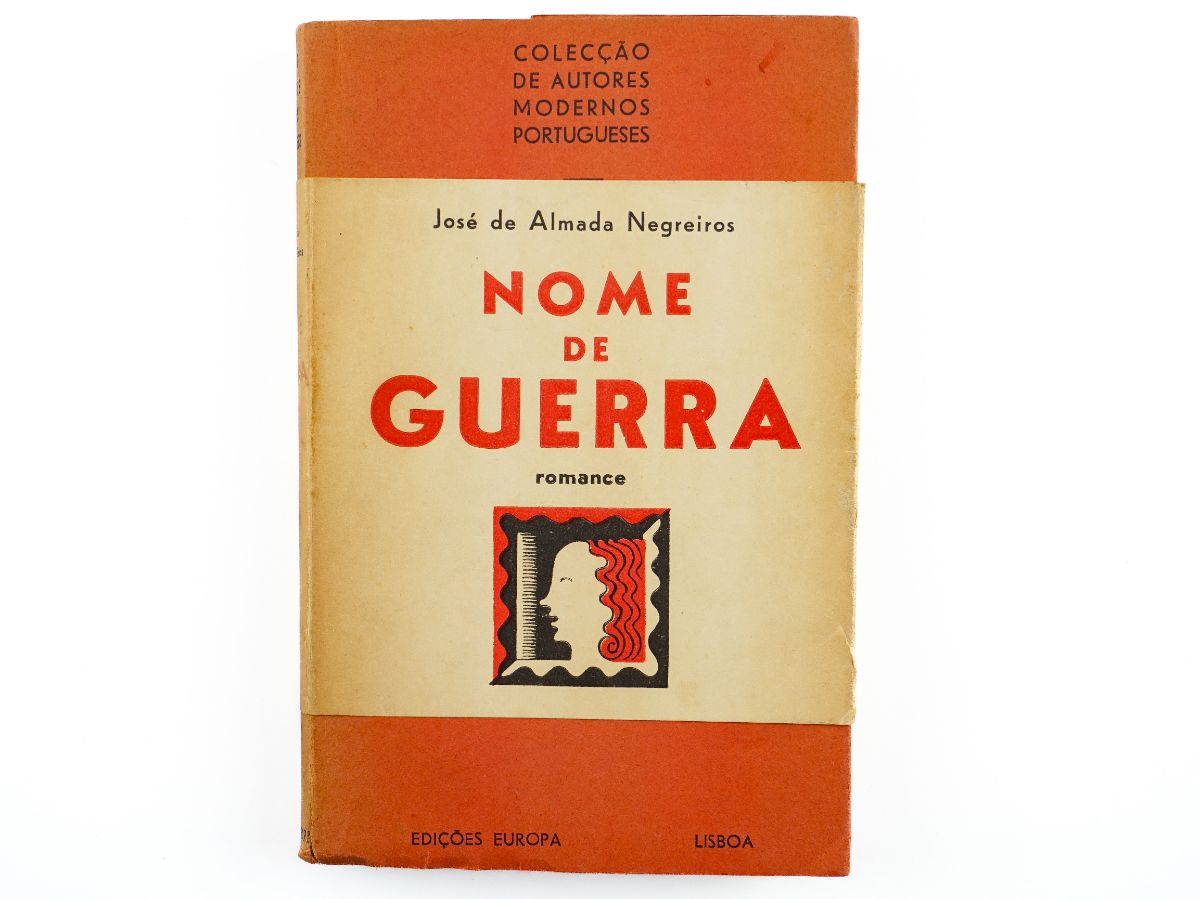 COLECÇÃO
DE AUTORES
MODERNOS
PORTUGUESES
José de Almada Negreiros
NOME
DE
GUERRA
romance
EDIÇÕES EUROPA
LISBOA